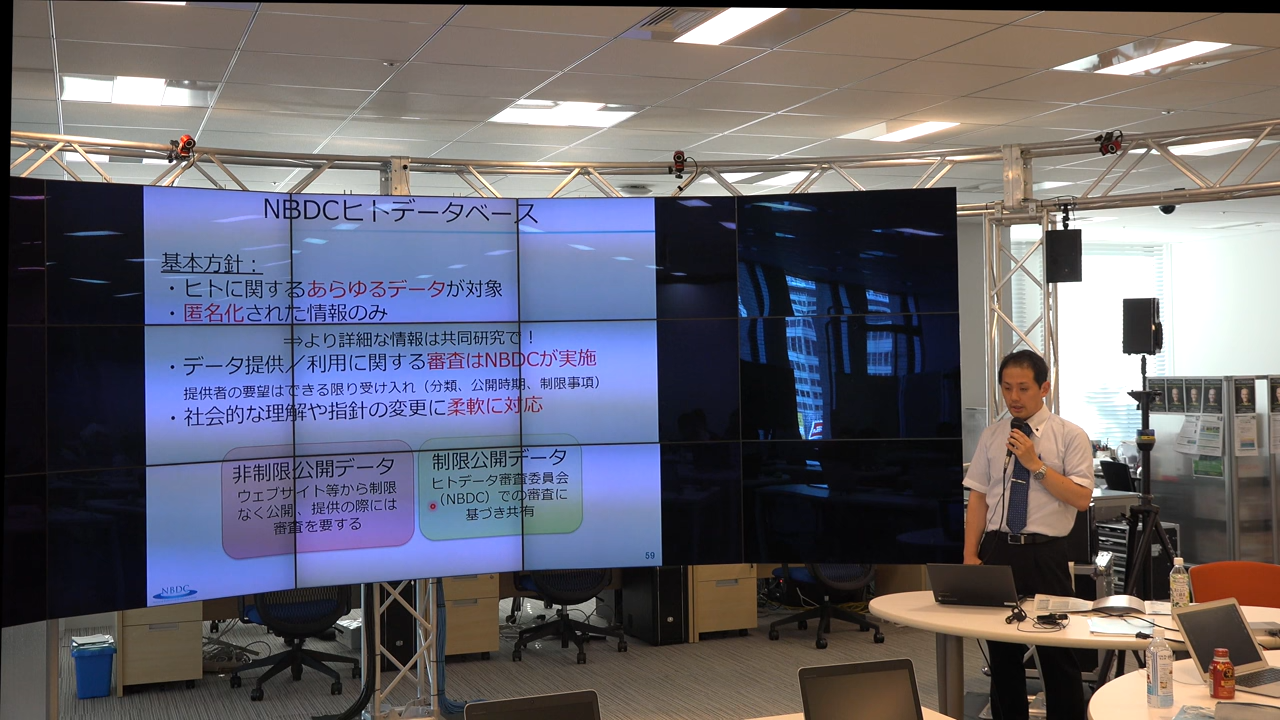 NBDCヒトデータベース
基本方針：
・ヒトに関するあらゆるデータが対象
・匿名化された情報のみ
⇒より詳細な情報は共同研究で！
・データ提供／利用に関する審査はNBDCが実施
提供者の要望はできる限り受け入れ（分類、公開時期、制限事項）
・社会的な理解や指針の変更に柔軟に対応
非制限公開データ
ウェブサイト等から制限
なく公開、提供の際には
審査を要する
制限公開データ
ヒトデータ審査委員会
（NBDC）での審査に
基づき共有
59
NBDC